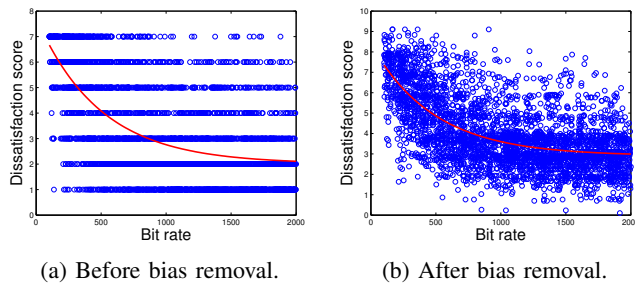 8
7
6
5
4
3
2
1
0
0 500 1000 1500 2000
Dissatisfaction score
Bit rate
(a) Before bias removal.
10
9
8
7
6
5
4
3
2
1
0
0 500 1000 1500 200
Dissatisfaction score
Bit rate
(b) After bias removal.